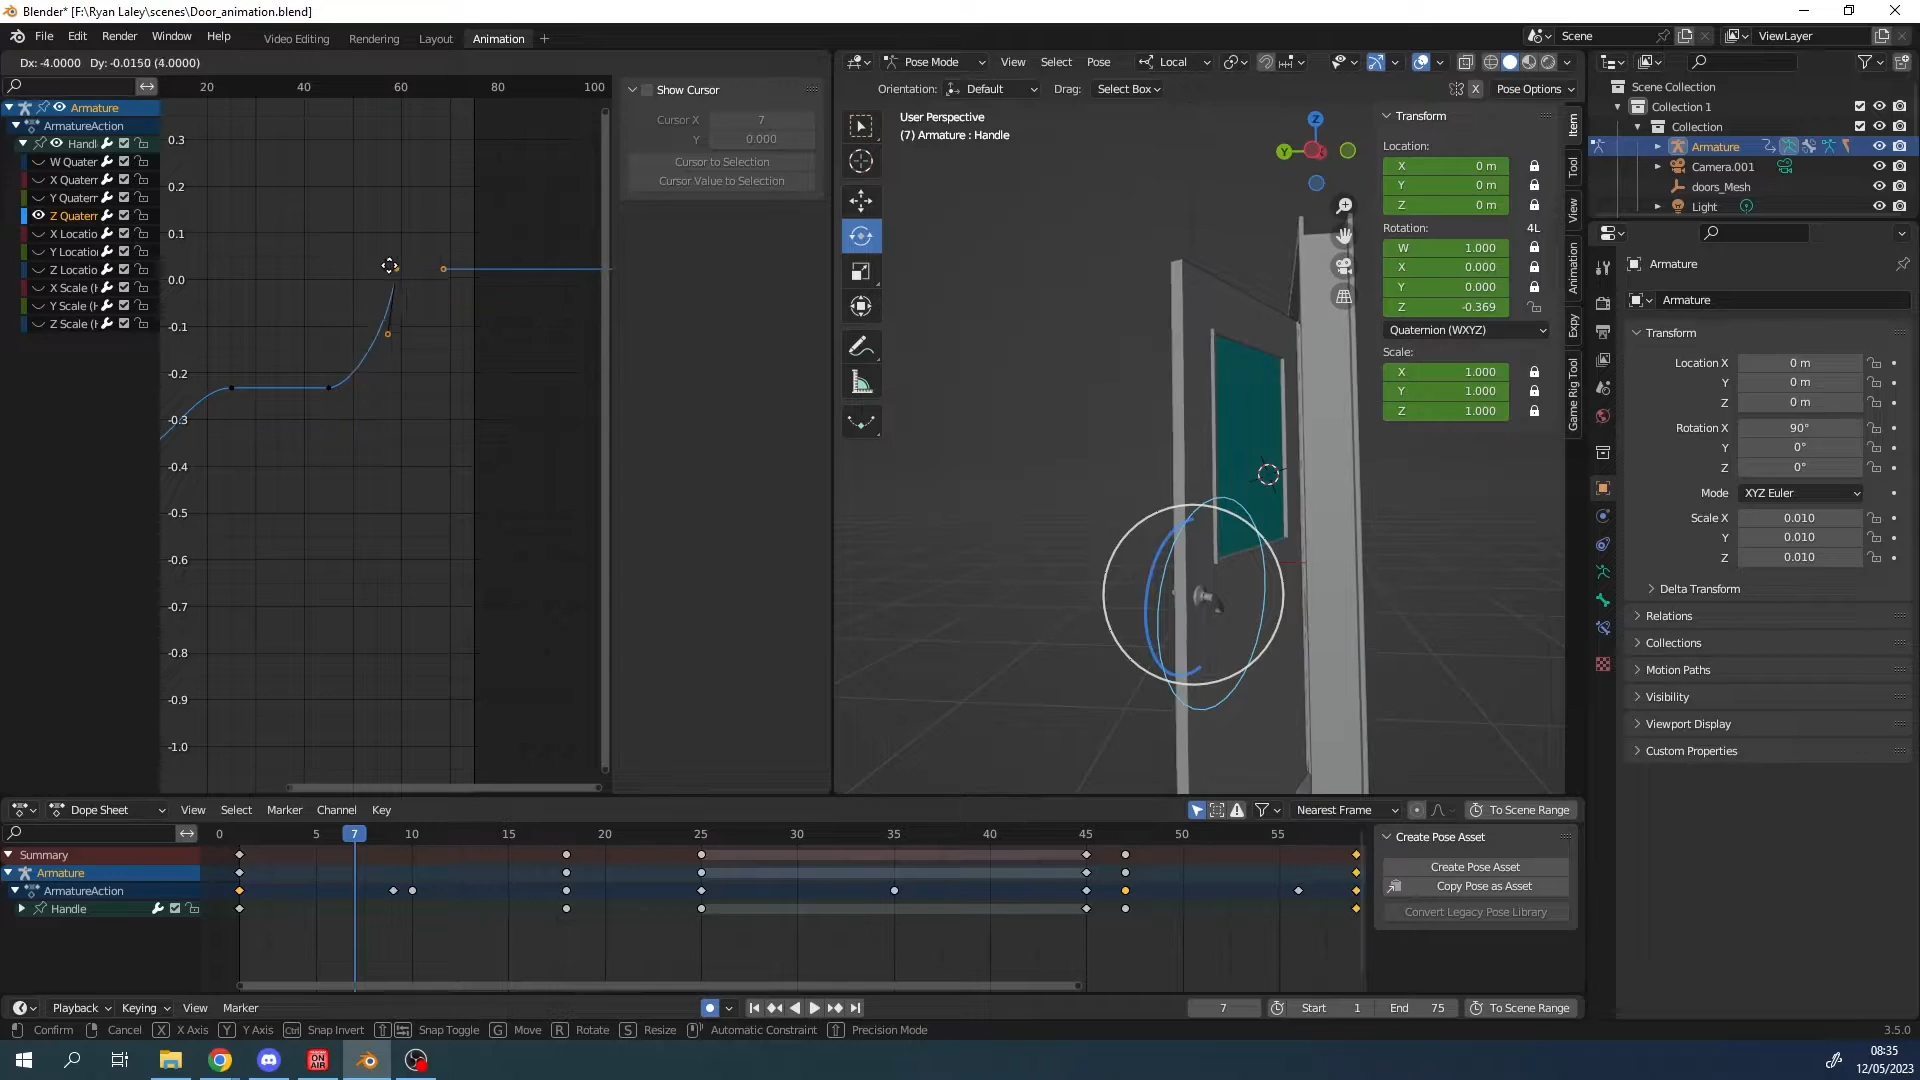 Blender* [F:\Ryan Laley\scenes\Door_animation.blend]
File Edit Render Window Help
Video Editing Rendering Layout Animation +
Scene
ViewLayer
Dx: -4.0000 Dy: -0.0150 (4.0000)
Pose Mode View Select Pose Local
Orientation: Default Drag: Select Box
X Pose Options
20 40 60 80 100
Armature
ArmatureAction
Handl
W Quater
X Quatern
Y Quatern
Z Quatern
X Locatio
Y Location
Z Locatio
X Scale (H
Y Scale (H
Z Scale (H
0.3
0.2
0.1
0.0
-0.1
-0.2
-0.3
-0.4
-0.5
-0.6
-0.7
-0.8
-0.9
-1.0
Show Cursor
Cursor X 7
Y 0.000
Cursor to Selection
Cursor Value to Selection
User Perspective
(7) Armature : Handle
Z
Y
Transform
Location:
X 0 m
Y 0 m
Z 0 m
Rotation: 4L
W 1.000
X 0.000
Y 0.000
Z -0.369
Quaternion (WXYZ)
Scale:
X 1.000
Y 1.000
Z 1.000
Item
Tool
View
Animation
Expy
Game Rig Tool
Scene Collection
Collection 1
Collection
Armature
Camera.001
doors_Mesh
Light
Armature
Armature
Transform
Location X 0 m
Y 0 m
Z 0 m
Rotation X 90°
Y 0°
Z 0°
Mode XYZ Euler
Scale X 0.010
Y 0.010
Z 0.010
Delta Transform
Relations
Collections
Motion Paths
Visibility
Viewport Display
Custom Properties
Dope Sheet View Select Marker Channel Key
Nearest Frame To Scene Range
0 5 7 10 15 20 25 30 35 40 45 50 55
Summary
Armature
ArmatureAction
Handle
Create Pose Asset
Create Pose Asset
Copy Pose as Asset
Convert Legacy Pose Library
Playback Keying View Marker
7 Start 1 End 75 To Scene Range
Confirm Cancel X X Axis Y Y Axis Ctrl Snap Invert Snap Toggle G Move R Rotate S Resize Automatic Constraint Precision Mode
3.5.0
ON AIR
08:35
12/05/2023